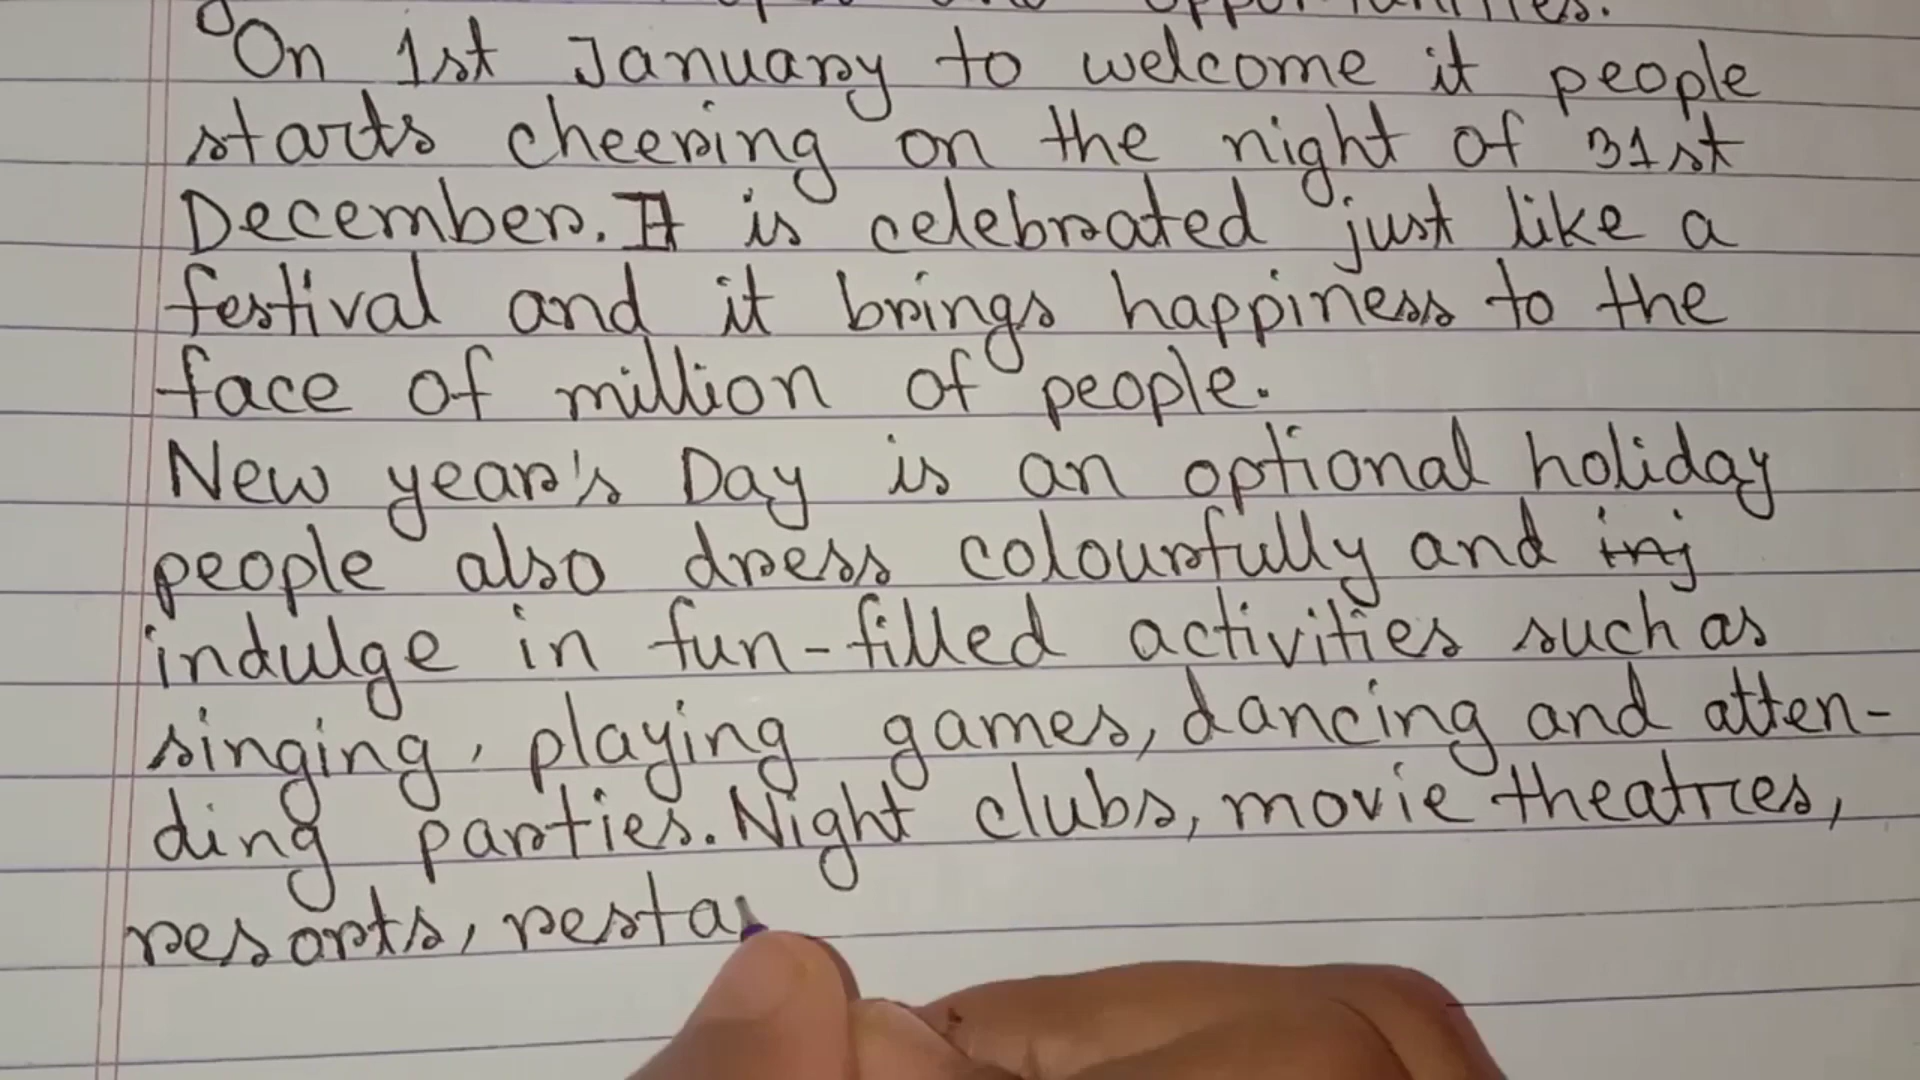 opportunities.
On 1st January to welcome it people
starts cheering on the night of 31st
December. It is celebrated just like a
festival and it brings happiness to the
face of million of people.
New year's Day is an optional holiday
people also dress colourfully and inj
indulge in fun-filled activities such as
singing, playing games, dancing and atten-
ding parties. Night clubs, movie theatres,
resorts, resta